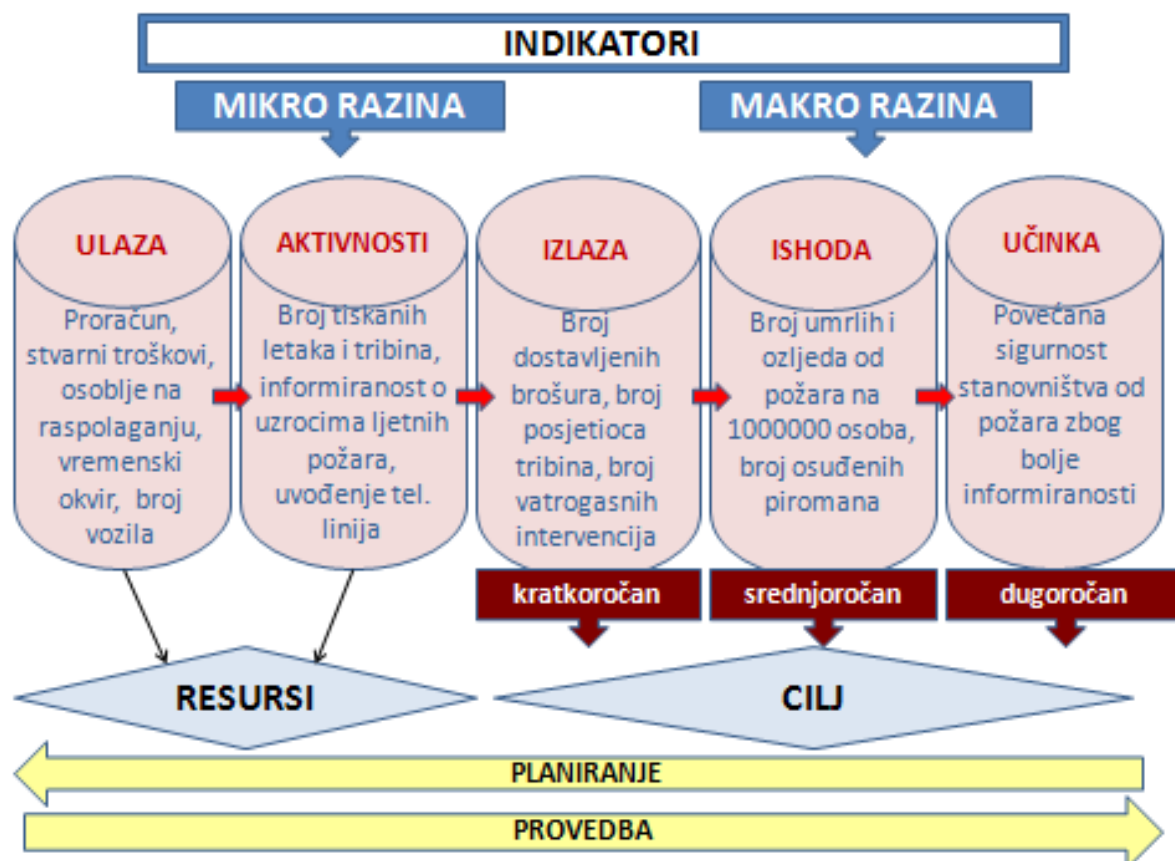 INDIKATORI
MIKRO RAZINA
MAKRO RAZINA
ULAZA
Proračun,
stvarni troškovi,
osoblje na
raspolaganju,
vremenski
okvir, broj
vozila
AKTIVNOSTI
Broj tiskanih
letaka i tribina,
informiranost o
uzrocima ljetnih
požara,
uvođenje tel.
linija
IZLAZA
Broj
dostavljenih
brošura, broj
posjetioca
tribina, broj
vatrogasnih
intervencija
ISHODA
Broj umrlih i
ozljeda od
požara na
1000000 osoba,
broj osuđenih
piromana
UČINKA
Povećana
sigurnost
stanovništva od
požara zbog
bolje
informiranosti
kratkoročan
srednjoročan
dugoročan
RESURSI
CILJ
PLANIRANJE
PROVEDBA